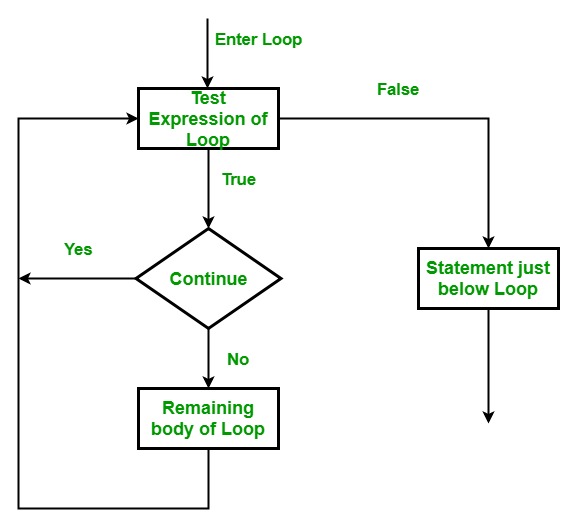 Enter Loop
False
Test
Expression of
Loop
True
Yes
Continue
Statement just
below Loop
No
Remaining
body of Loop